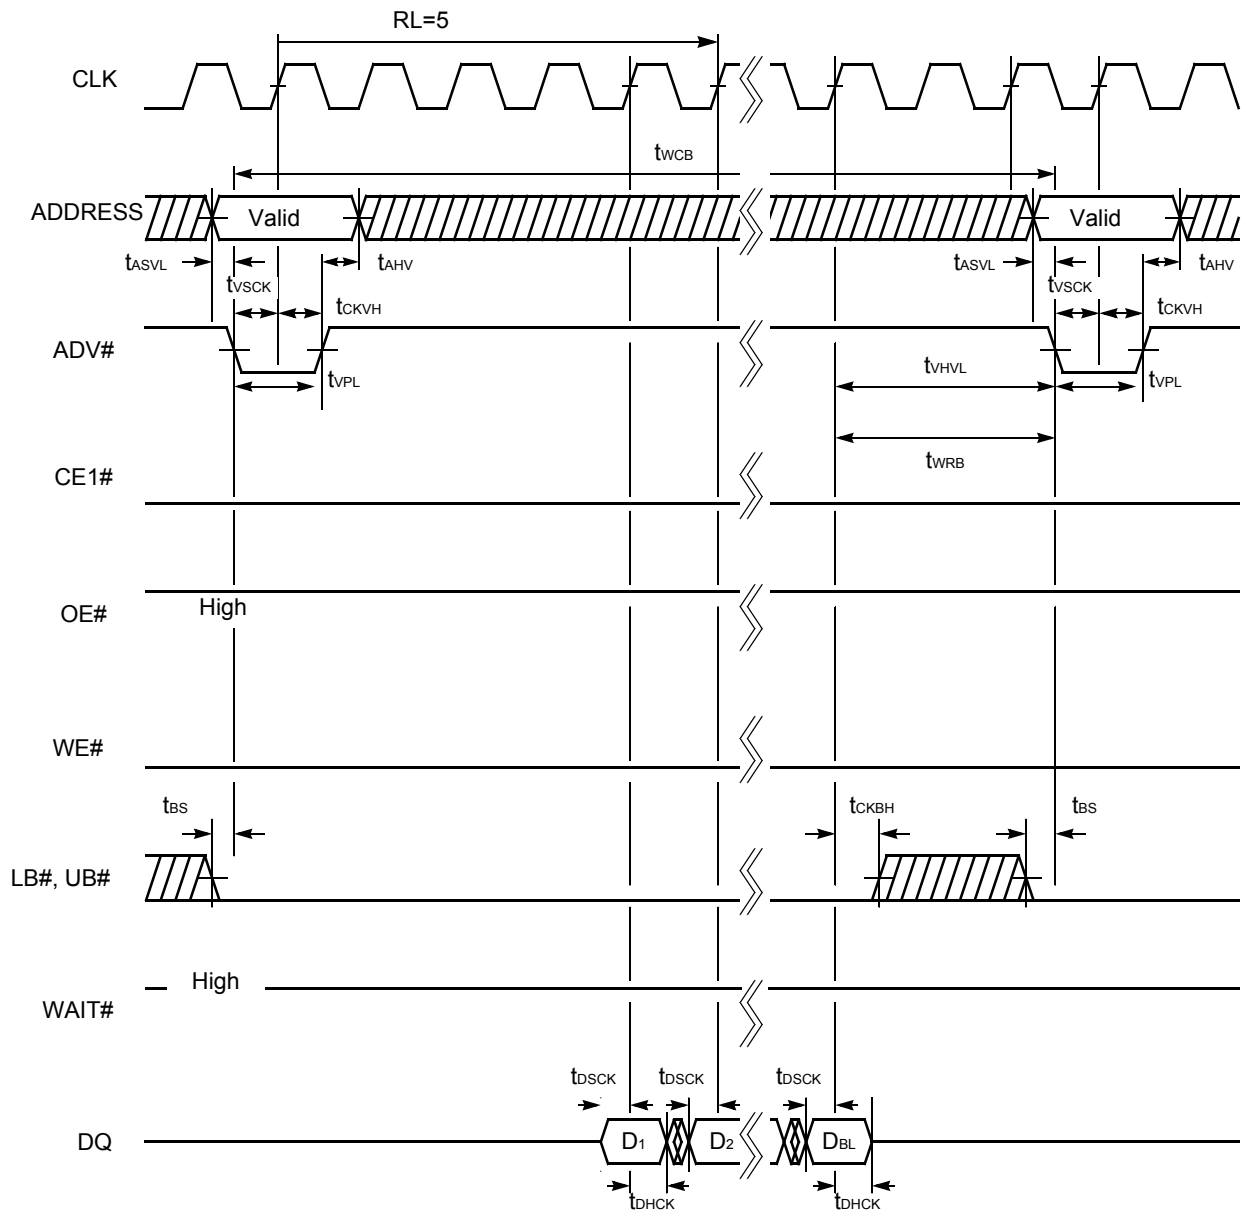 RL=5
CLK
tWCB
ADDRESS Valid Valid
tASVL tAHV tASVL tAHV
tVSCK tVSCK
tCKVH tCKVH
ADV#
tVPL tVHVL tVPL
tWRB
CE1#
OE# High
WE#
tBS tCKBH tBS
LB#, UB#
High
WAIT#
tDSCK tDSCK tDSCK
DQ D1 D2 DBL
tDHCK tDHCK